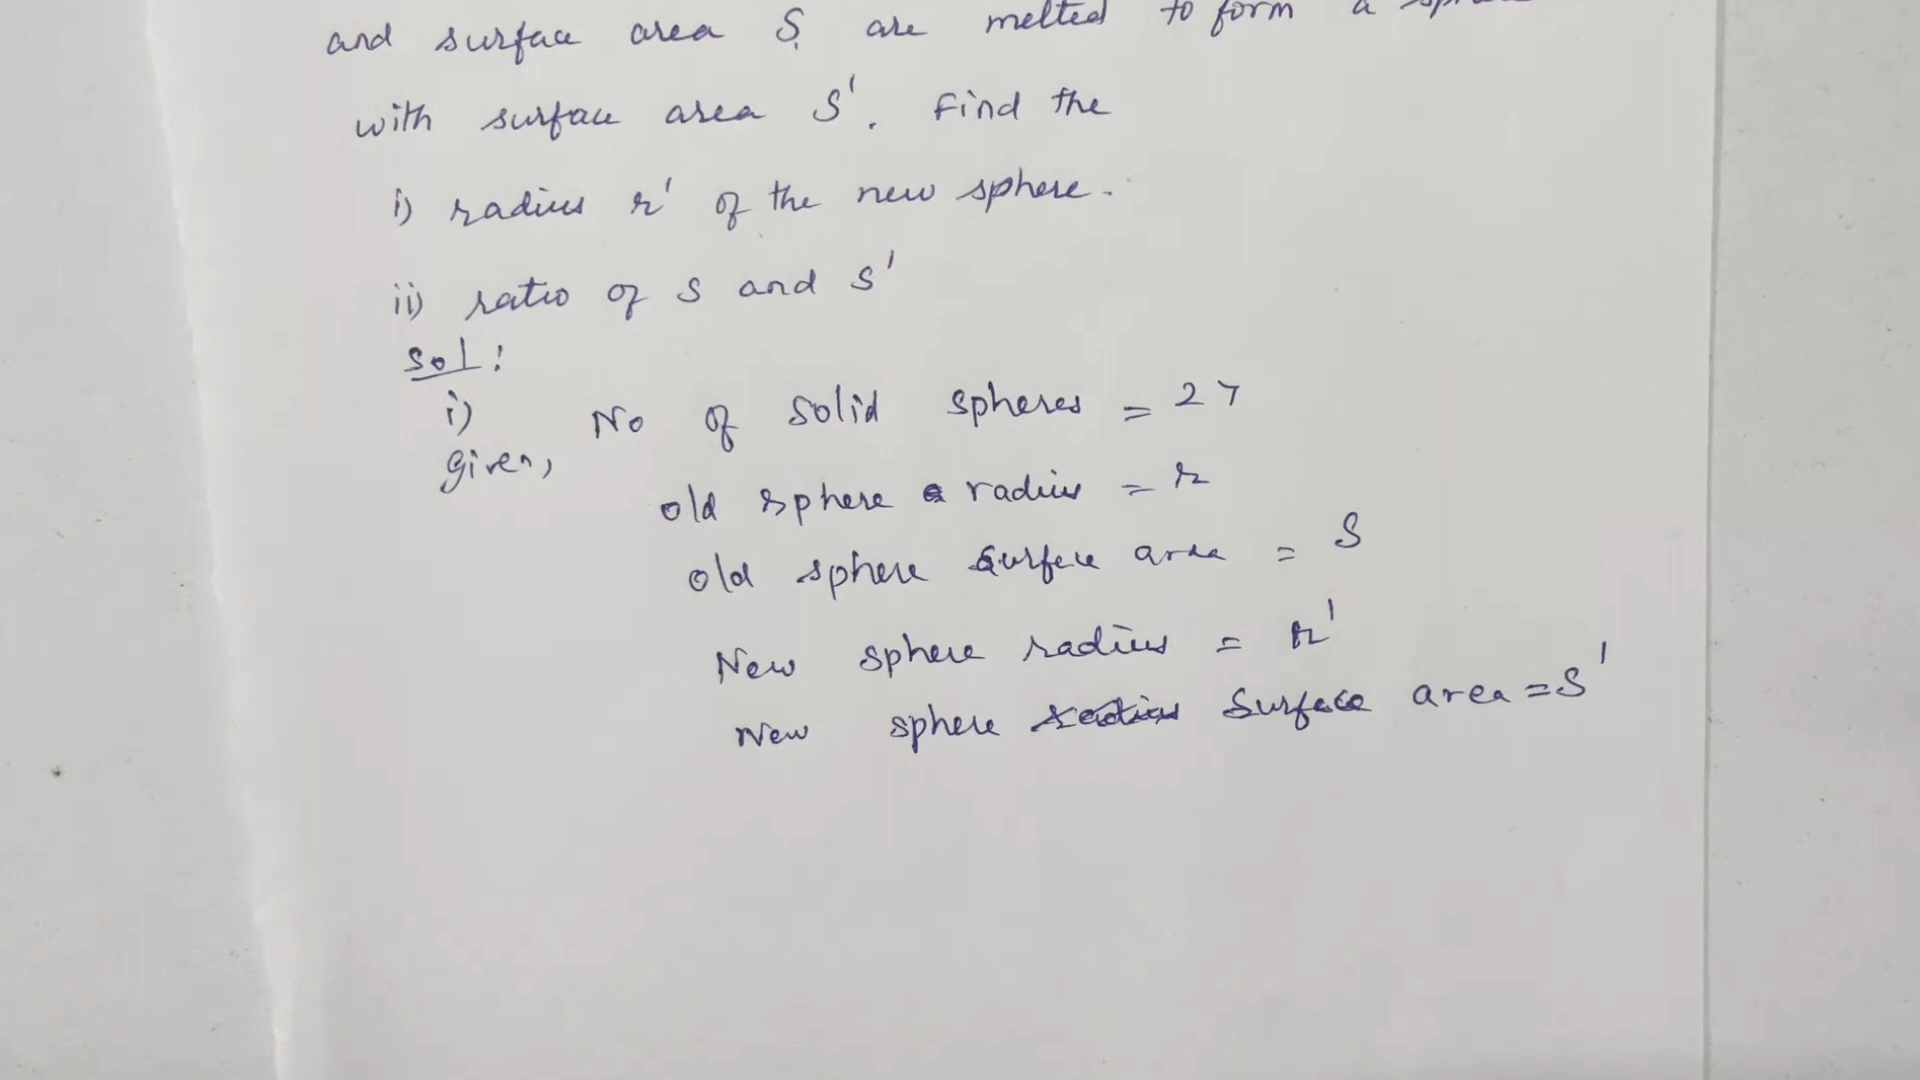 and surface area S are melted to form a
with surface area S'. Find the
i) radius r' of the new sphere.
ii) ratio of s and s'
Sol:
i)
Given, No of solid spheres = 27
old sphere radius = r
old sphere Surface area = S
New sphere radius = r'
New sphere radius Surface area = S'